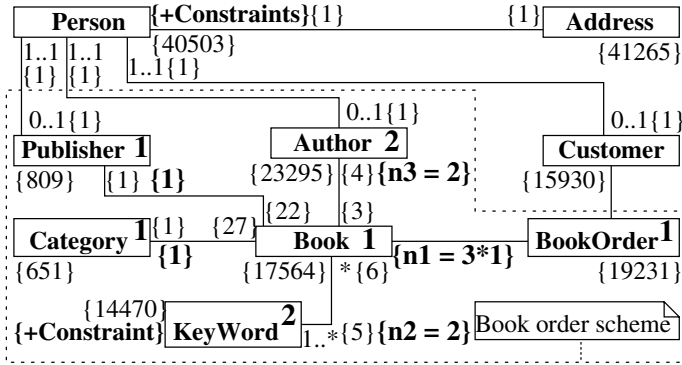 Person {+Constraints} {1} {1} Address
{40503} {41265}
1..1 1..1
{1} {1} 1..1{1}
0..1{1} 0..1{1} 0..1{1}
Publisher 1 Author 2 Customer
{809} {1} {1} {23295} {4} {n3 = 2} {15930}
{22} {3}
Category 1 {1} {27} Book 1 BookOrder 1
{1} {n1 = 3*1}
{651} {17564} * {6} {19231}
{14470}
{+Constraint} KeyWord 2 1..* {5} {n2 = 2} Book order scheme